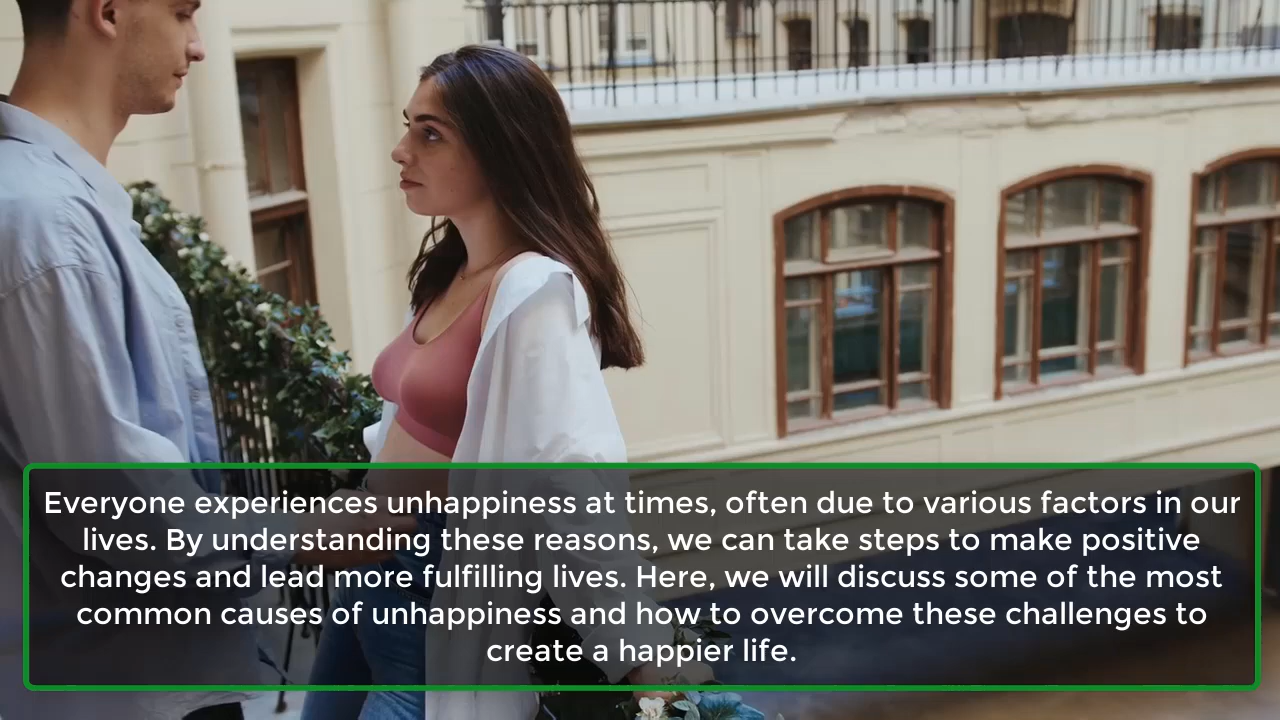 Everyone experiences unhappiness at times, often due to various factors in our
lives. By understanding these reasons, we can take steps to make positive
changes and lead more fulfilling lives. Here, we will discuss some of the most
common causes of unhappiness and how to overcome these challenges to
create a happier life.